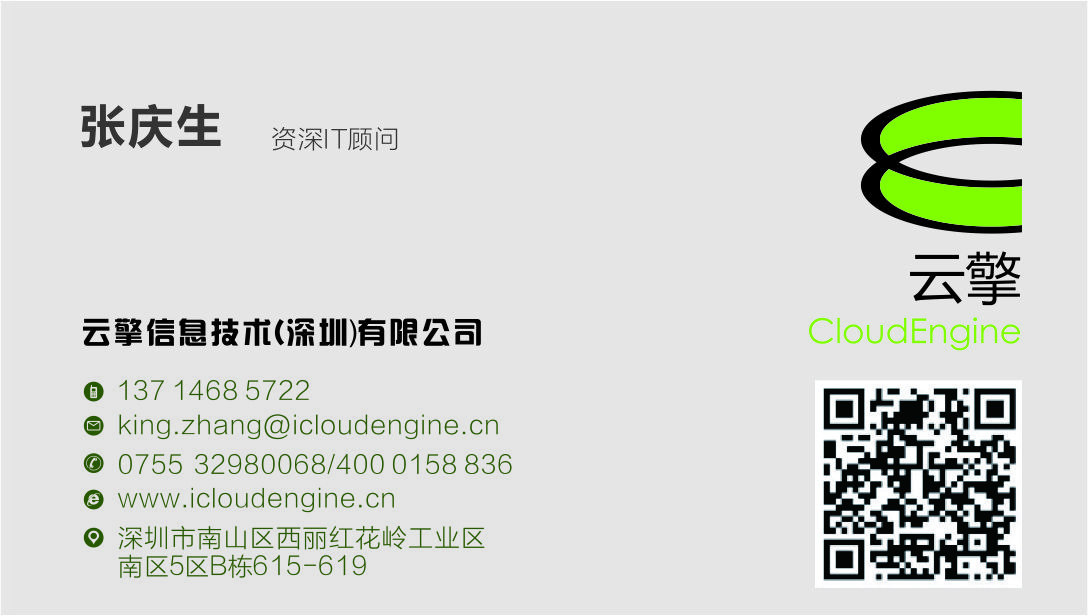 张庆生 资深IT顾问
云擎
CloudEngine
云擎信息技术(深圳)有限公司
137 1468 5722
king.zhang@icloudengine.cn
0755 32980068/400 0158 836
www.icloudengine.cn
深圳市南山区西丽红花岭工业区
南区5区B栋615-619